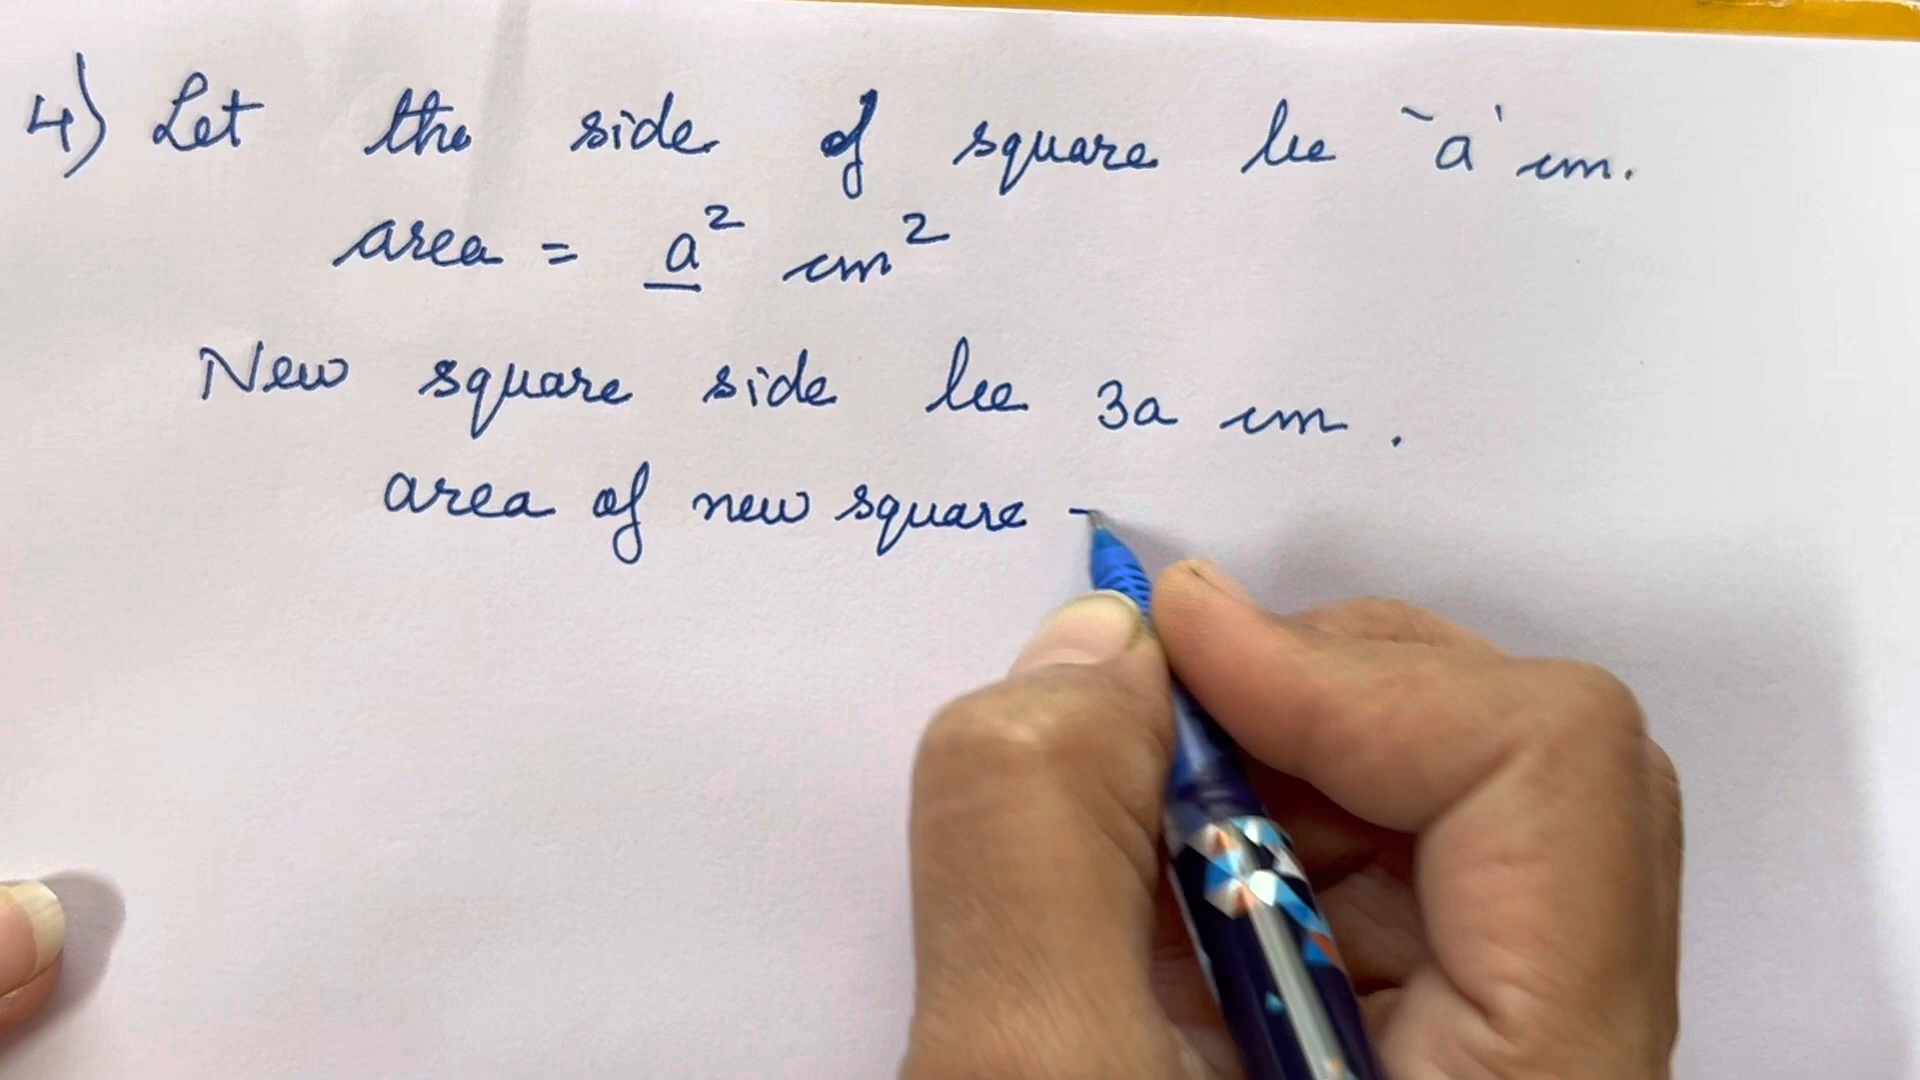 4) Let the side of square be `a' cm.
area = a² cm²
New square side be 3a cm.
area of new square -